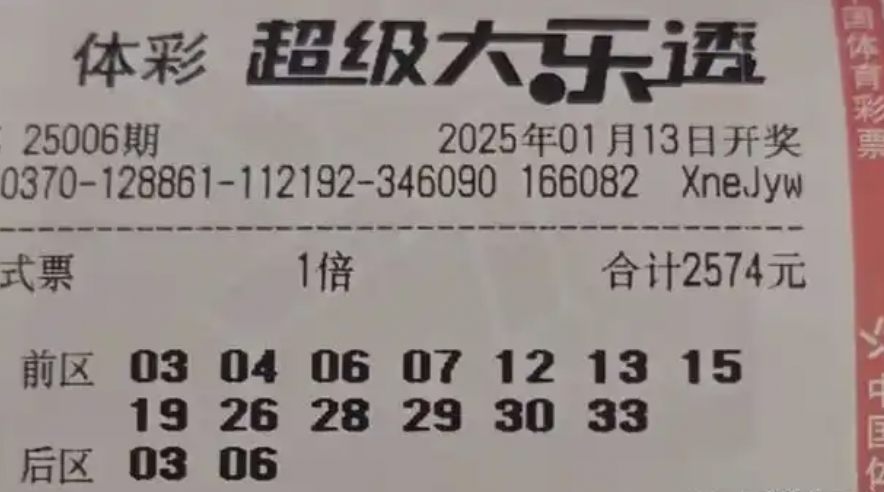 体彩 超级大乐透
25006期 2025年01月13日开奖
0370-128861-112192-346090 166082 XneJyw
式票 1倍 合计2574元
前区 03 04 06 07 12 13 15
19 26 28 29 30 33
后区 03 06
国体育彩票
中国体